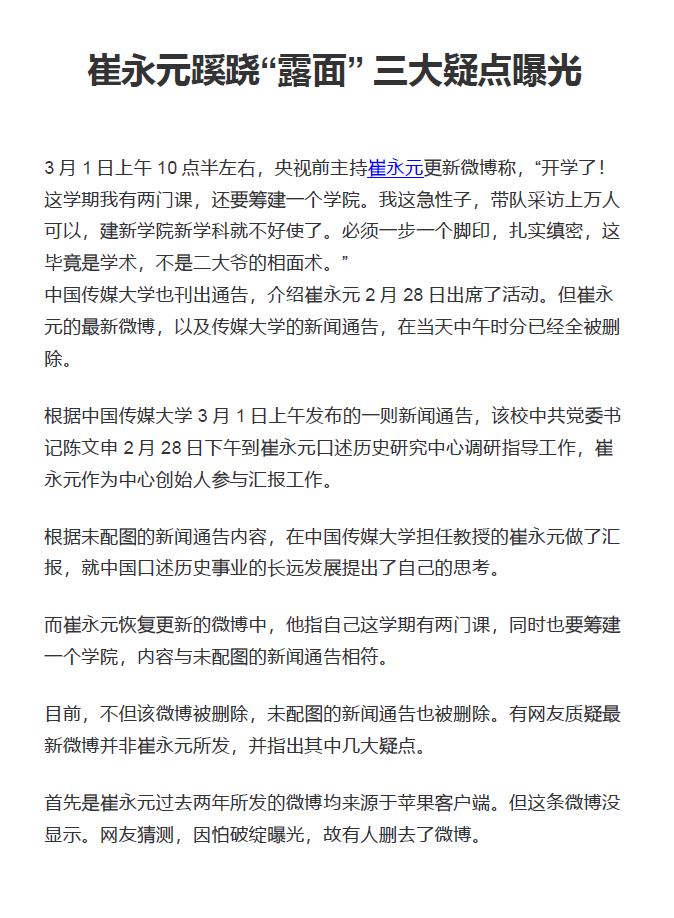 崔永元蹊跷“露面” 三大疑点曝光
3 月 1 日上午 10 点半左右，央视前主持崔永元更新微博称，“开学了！
这学期我有两门课，还要筹建一个学院。我这急性子，带队采访上万人
可以，建新学院新学科就不好使了。必须一步一个脚印，扎实缜密，这
毕竟是学术，不是二大爷的相面术。”
中国传媒大学也刊出通告，介绍崔永元 2 月 28 日出席了活动。但崔永
元的最新微博，以及传媒大学的新闻通告，在当天中午时分已经全被删
除。
根据中国传媒大学 3 月 1 日上午发布的一则新闻通告，该校中共党委书
记陈文申 2 月 28 日下午到崔永元口述历史研究中心调研指导工作，崔
永元作为中心创始人参与汇报工作。
根据未配图的新闻通告内容，在中国传媒大学担任教授的崔永元做了汇
报，就中国口述历史事业的长远发展提出了自己的思考。
而崔永元恢复更新的微博中，他指自己这学期有两门课，同时也要筹建
一个学院，内容与未配图的新闻通告相符。
目前，不但该微博被删除，未配图的新闻通告也被删除。有网友质疑最
新微博并非崔永元所发，并指出其中几大疑点。
首先是崔永元过去两年所发的微博均来源于苹果客户端。但这条微博没
显示。网友猜测，因怕破绽曝光，故有人删去了微博。